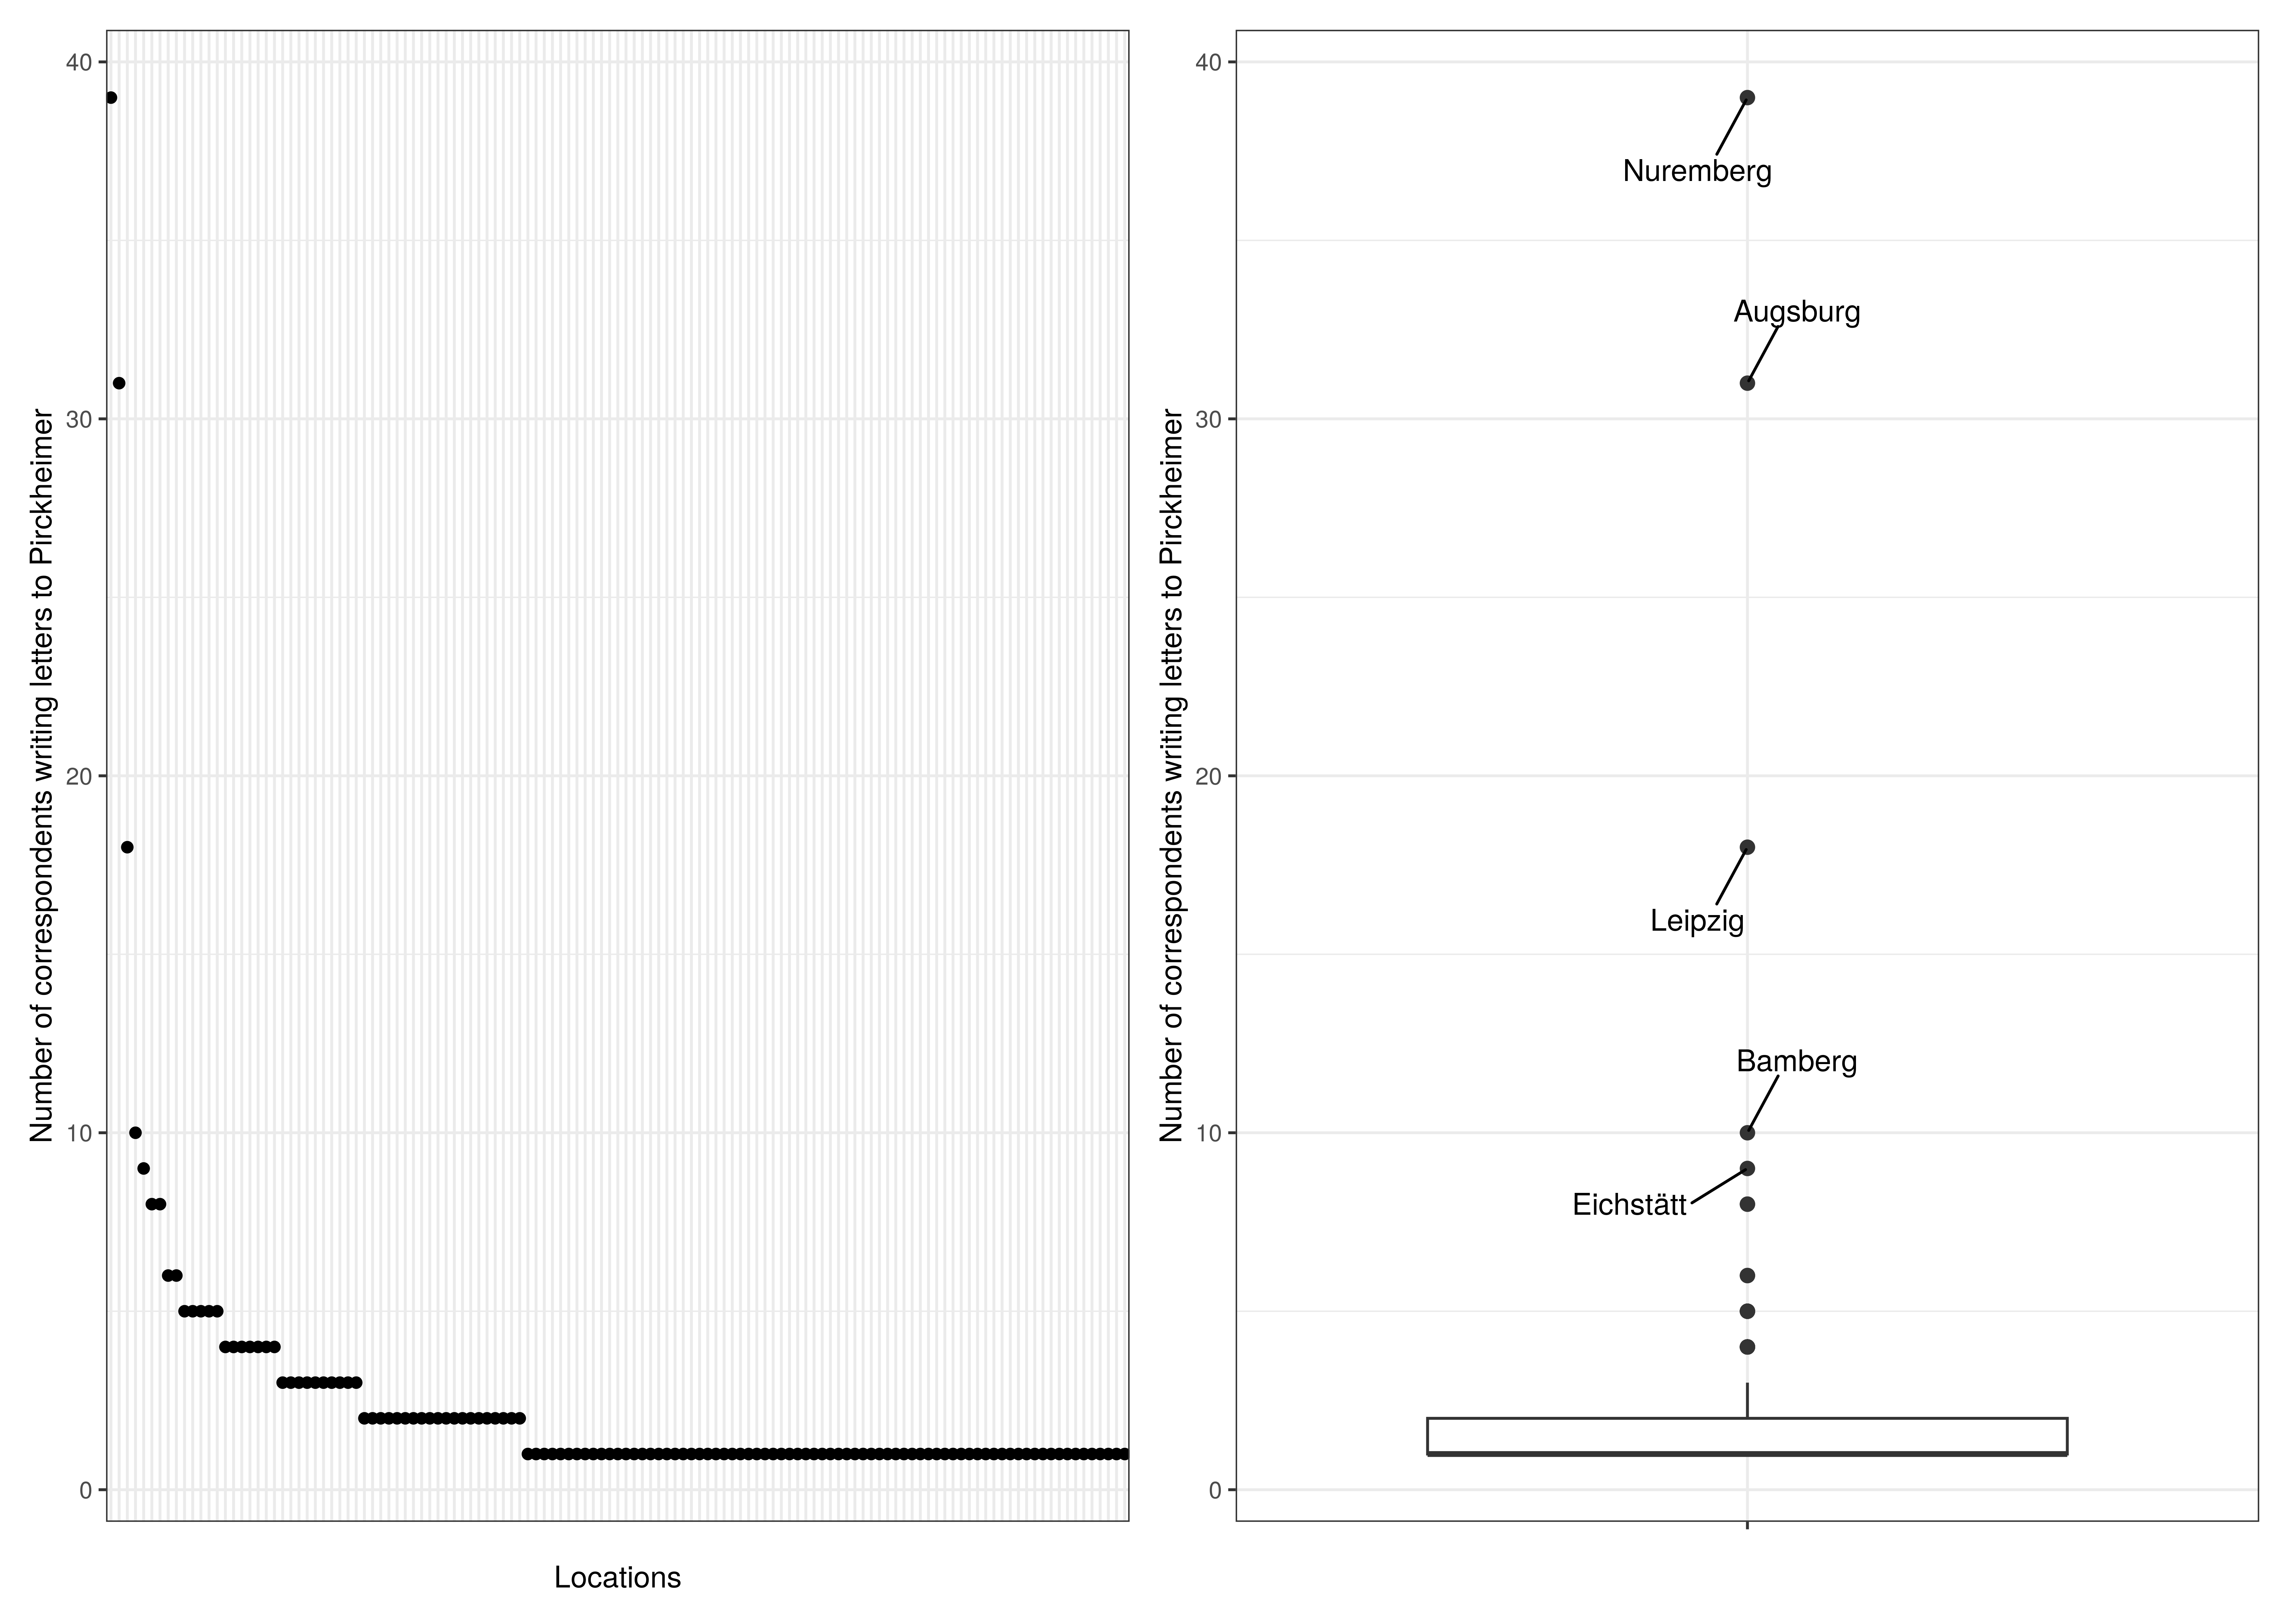 Number of correspondents writing letters to Pirckheimer
40
30
20
10
0
Locations
Number of correspondents writing letters to Pirckheimer
40
30
20
10
0
Nuremberg
Augsburg
Leipzig
Bamberg
Eichstätt